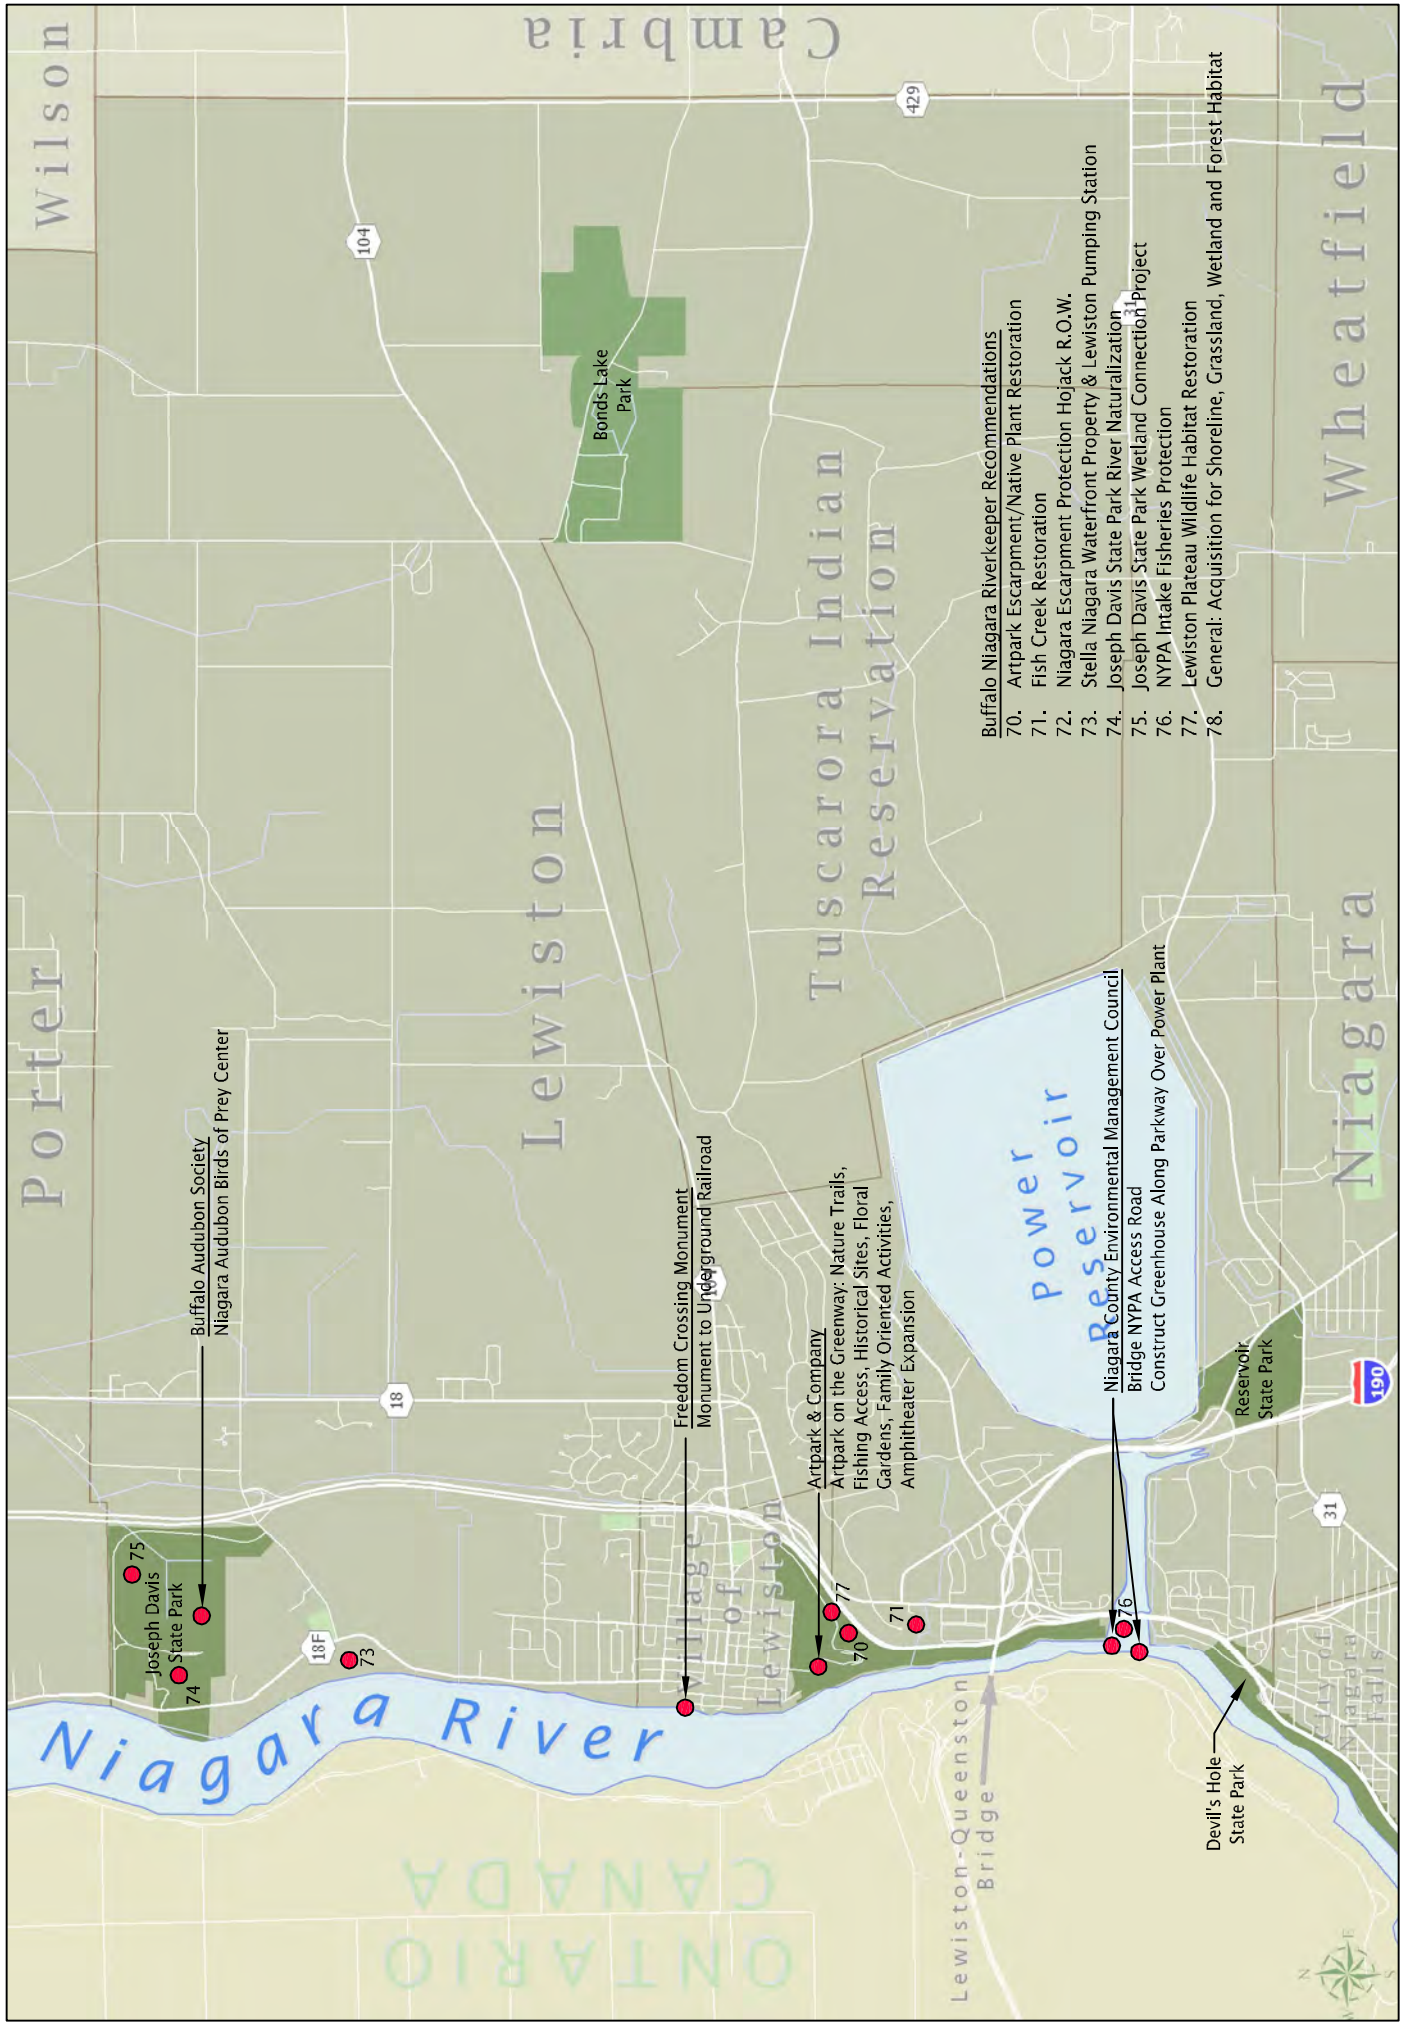 Wilson
Cambria
Porter
Lewiston
Wheatfield
Niagara
Tuscarora Indian
Reservation
Bonds Lake
Park
104
429
31
18
18F
104
31
190
Buffalo Audubon Society
Niagara Audubon Birds of Prey Center
Joseph Davis
State Park
75
74
73
Niagara River
Freedom Crossing Monument
Monument to Underground Railroad
Village
of
Lewiston
Artpark & Company
Artpark on the Greenway: Nature Trails,
Fishing Access, Historical Sites, Floral
Gardens, Family Oriented Activities,
Amphitheater Expansion
77
70
71
76
Power
Reservoir
Niagara County Environmental Management Council
Bridge NYPA Access Road
Construct Greenhouse Along Parkway Over Power Plant
Reservoir
State Park
Lewiston-Queenston
Bridge
Devil's Hole
State Park
City of
Niagara
Falls
ONTARIO
CANADA
Buffalo Niagara Riverkeeper Recommendations
70. Artpark Escarpment/Native Plant Restoration
71. Fish Creek Restoration
72. Niagara Escarpment Protection Hojack R.O.W.
73. Stella Niagara Waterfront Property & Lewiston Pumping Station
74. Joseph Davis State Park River Naturalization
75. Joseph Davis State Park Wetland Connection Project
76. NYPA Intake Fisheries Protection
77. Lewiston Plateau Wildlife Habitat Restoration
78. General: Acquisition for Shoreline, Grassland, Wetland and Forest Habitat
N
E
S
W